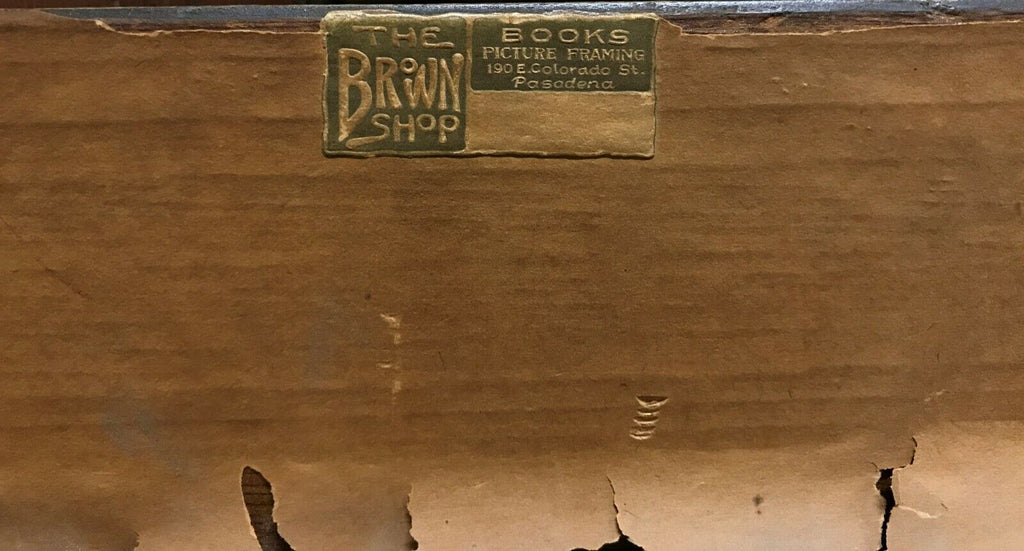 THE
BROWN
SHOP
BOOKS
PICTURE FRAMING
190 E. Colorado St.
Pasadena